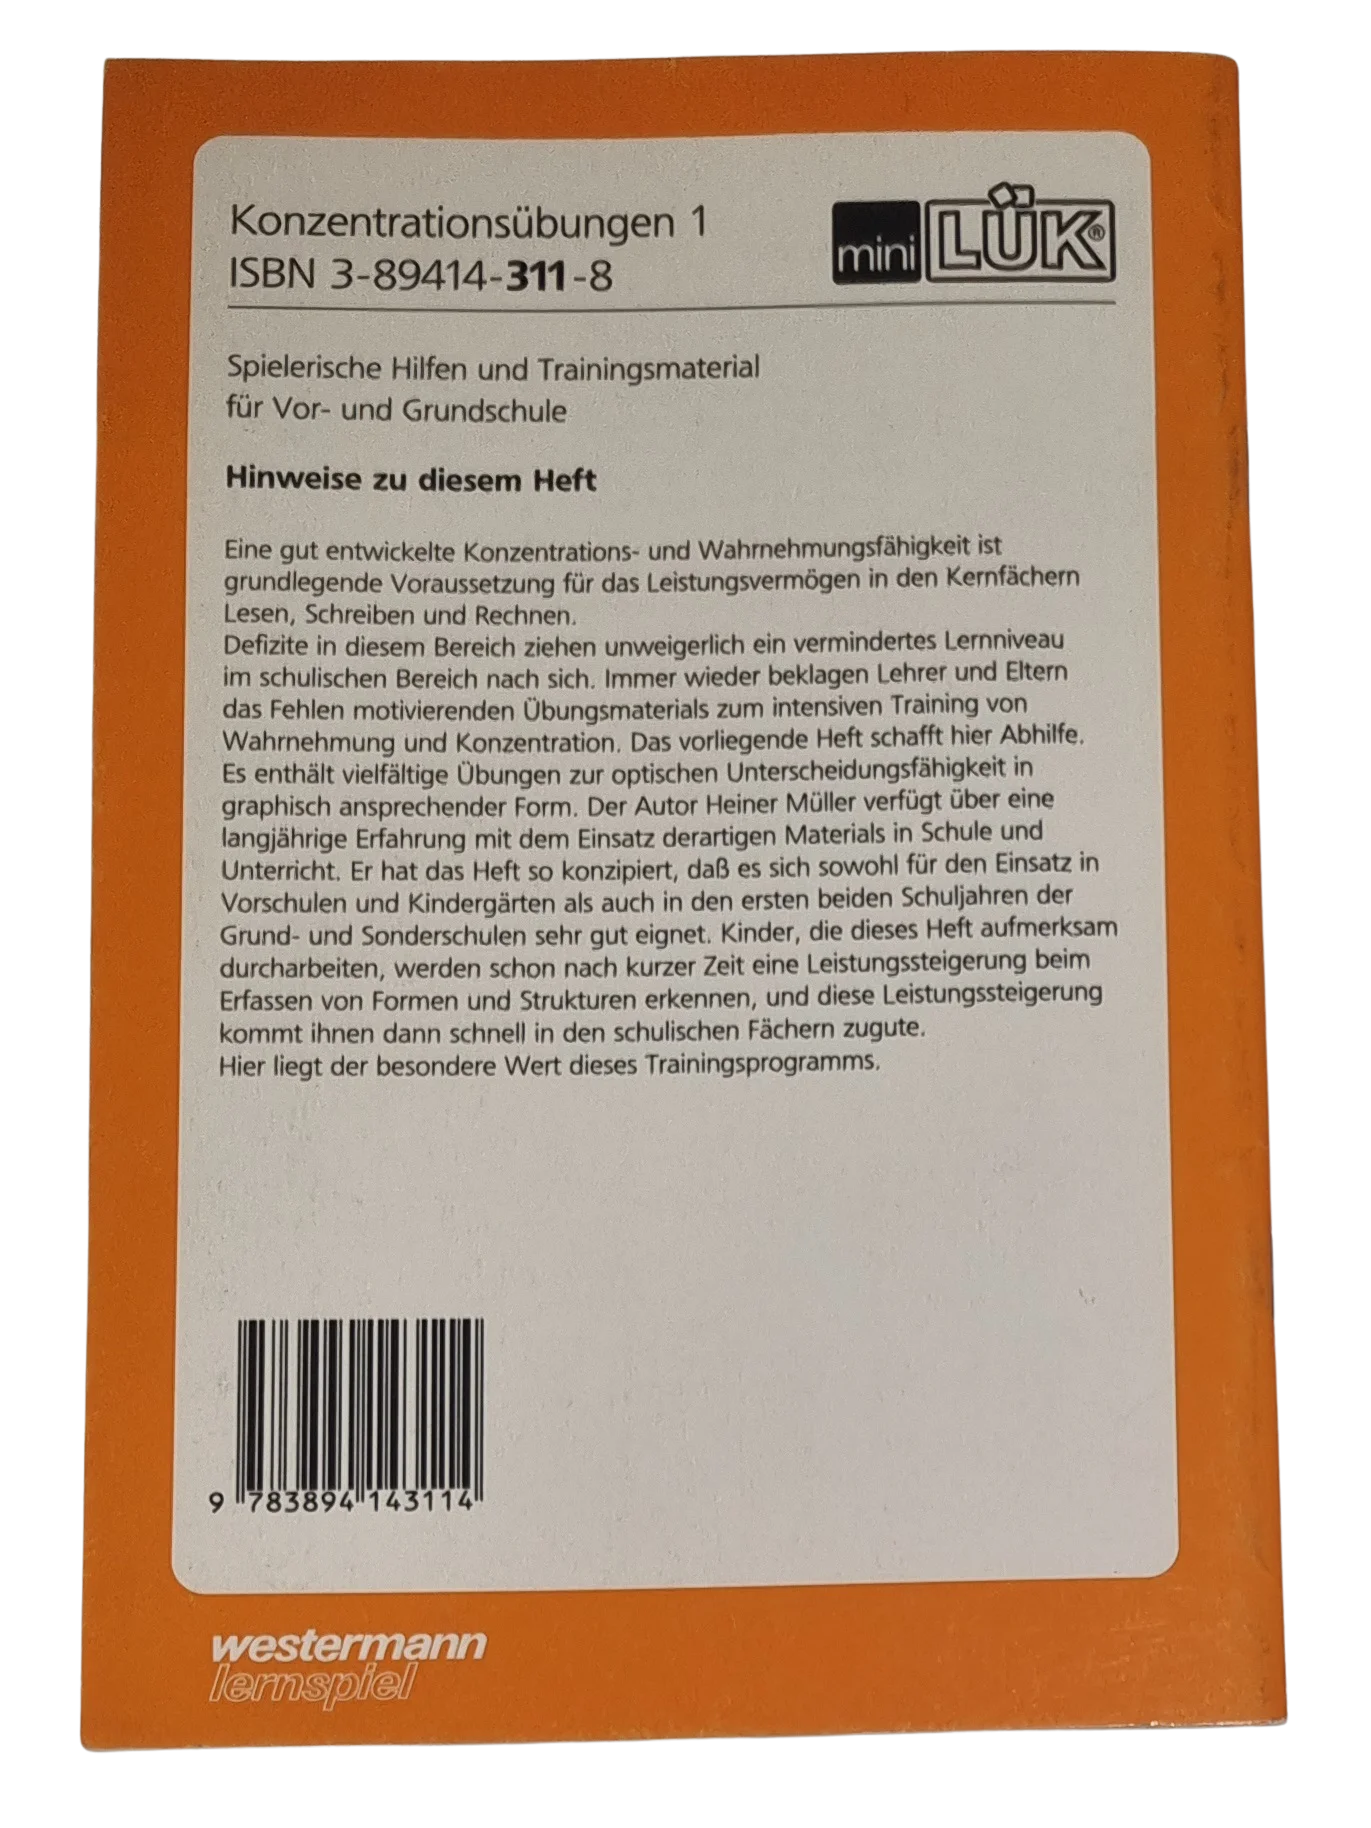 Konzentrationsübungen 1
ISBN 3-89414-311-8
mini LÜK®
Spielerische Hilfen und Trainingsmaterial
für Vor- und Grundschule
Hinweise zu diesem Heft
Eine gut entwickelte Konzentrations- und Wahrnehmungsfähigkeit ist
grundlegende Voraussetzung für das Leistungsvermögen in den Kernfächern
Lesen, Schreiben und Rechnen.
Defizite in diesem Bereich ziehen unweigerlich ein vermindertes Lernniveau
im schulischen Bereich nach sich. Immer wieder beklagen Lehrer und Eltern
das Fehlen motivierenden Übungsmaterials zum intensiven Training von
Wahrnehmung und Konzentration. Das vorliegende Heft schafft hier Abhilfe.
Es enthält vielfältige Übungen zur optischen Unterscheidungsfähigkeit in
graphisch ansprechender Form. Der Autor Heiner Müller verfügt über eine
langjährige Erfahrung mit dem Einsatz derartigen Materials in Schule und
Unterricht. Er hat das Heft so konzipiert, daß es sich sowohl für den Einsatz in
Vorschulen und Kindergärten als auch in den ersten beiden Schuljahren der
Grund- und Sonderschulen sehr gut eignet. Kinder, die dieses Heft aufmerksam
durcharbeiten, werden schon nach kurzer Zeit eine Leistungssteigerung beim
Erfassen von Formen und Strukturen erkennen, und diese Leistungssteigerung
kommt ihnen dann schnell in den schulischen Fächern zugute.
Hier liegt der besondere Wert dieses Trainingsprogramms.
9 783894 143114
westermann
lernspiel